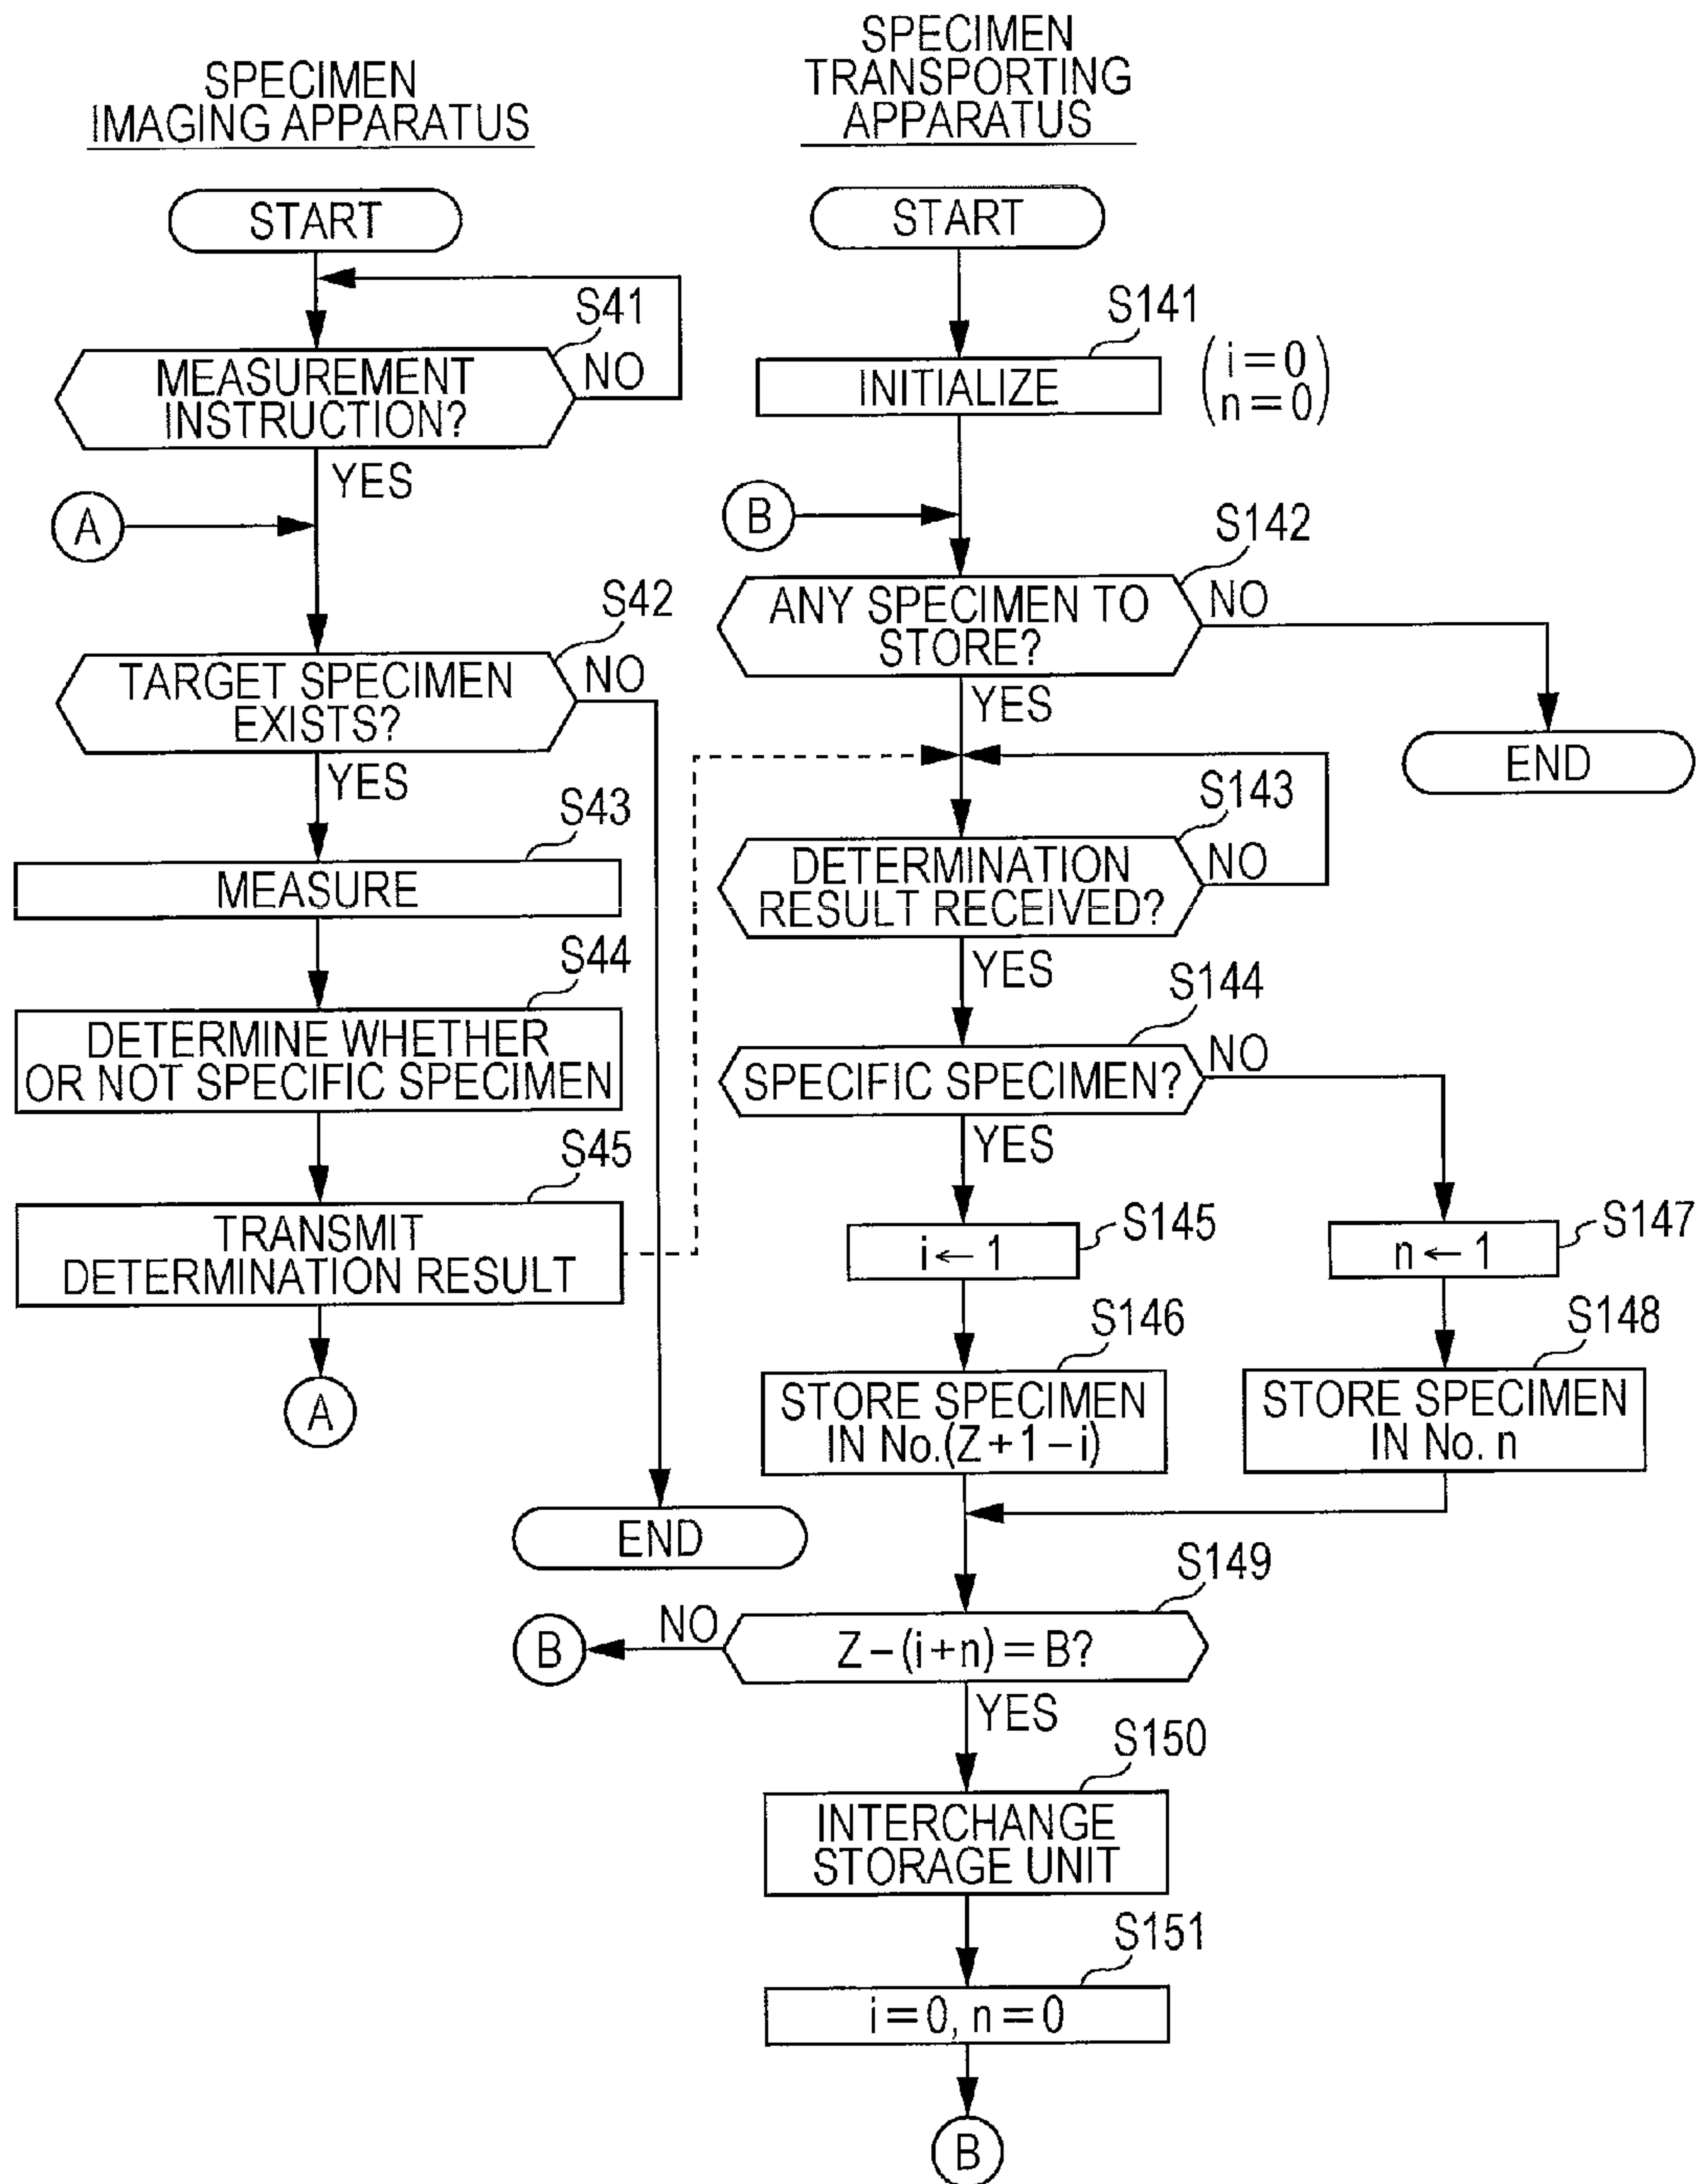 SPECIMEN
IMAGING APPARATUS
START
S41
MEASUREMENT
INSTRUCTION?
NO
YES
A
S42
TARGET SPECIMEN
EXISTS?
NO
YES
S43
MEASURE
S44
DETERMINE WHETHER
OR NOT SPECIFIC SPECIMEN
S45
TRANSMIT
DETERMINATION RESULT
A
END
SPECIMEN
TRANSPORTING
APPARATUS
START
S141
INITIALIZE
(i=0
n=0)
B
S142
ANY SPECIMEN TO
STORE?
NO
YES
END
S143
DETERMINATION
RESULT RECEIVED?
NO
YES
S144
SPECIFIC SPECIMEN?
NO
YES
S145
i←1
S147
n←1
S146
STORE SPECIMEN
IN No.(Z+1−i)
S148
STORE SPECIMEN
IN No. n
S149
Z−(i+n)=B?
NO
B
YES
S150
INTERCHANGE
STORAGE UNIT
S151
i=0, n=0
B